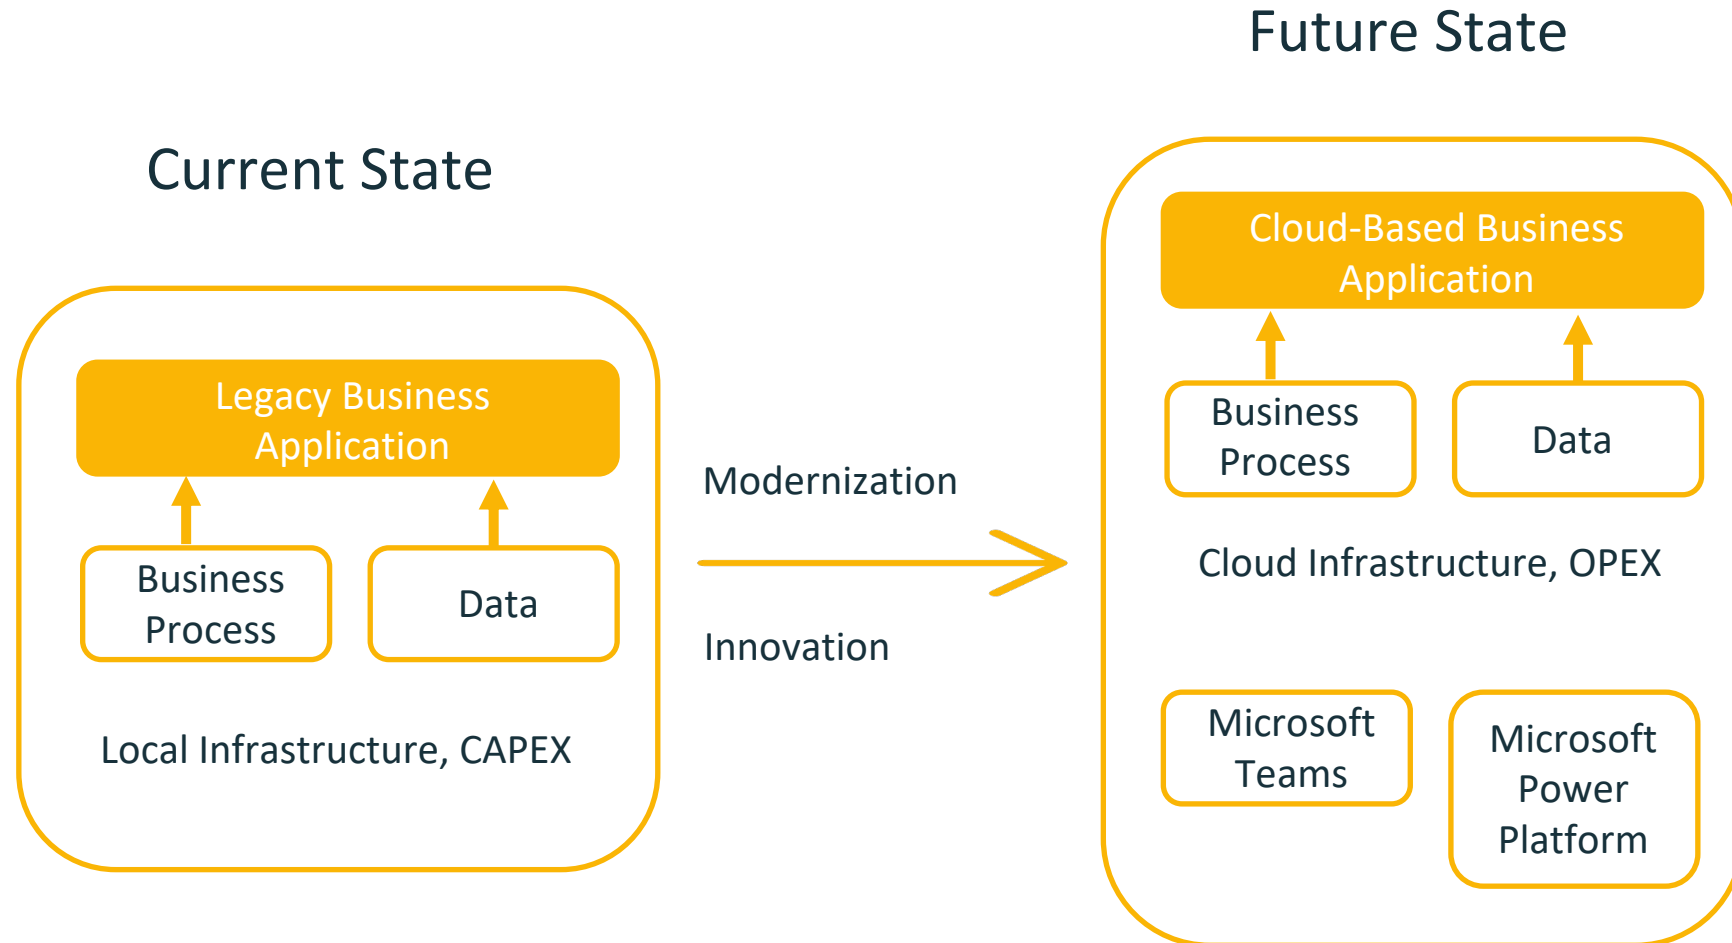 Current State
Legacy Business
Application
Business
Process
Data
Local Infrastructure, CAPEX
Modernization
Innovation
Future State
Cloud-Based Business
Application
Business
Process
Data
Cloud Infrastructure, OPEX
Microsoft
Teams
Microsoft
Power
Platform